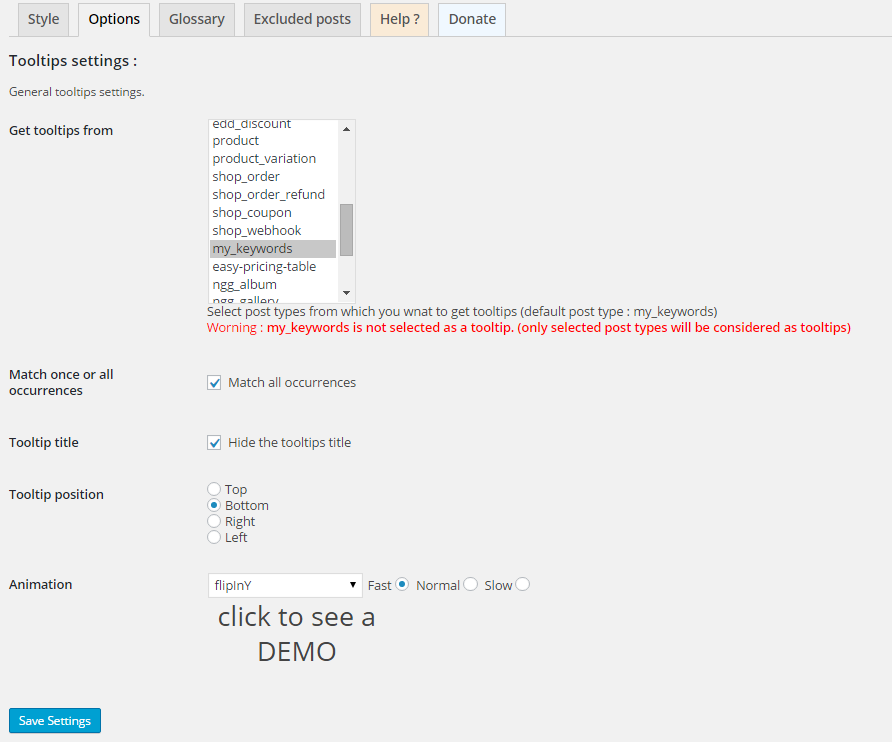 Style Options Glossary Excluded posts Help ? Donate
Tooltips settings :
General tooltips settings.
Get tooltips from
edd_discount
product
product_variation
shop_order
shop_order_refund
shop_coupon
shop_webhook
my_keywords
easy-pricing-table
ngg_album
ngg_gallery
Select post types from which you wnat to get tooltips (default post type : my_keywords)
Worning : my_keywords is not selected as a tooltip. (only selected post types will be considered as tooltips)
Match once or all
occurrences
Match all occurrences
Tooltip title
Hide the tooltips title
Tooltip position
Top
Bottom
Right
Left
Animation
flipInY Fast Normal Slow
click to see a
DEMO
Save Settings